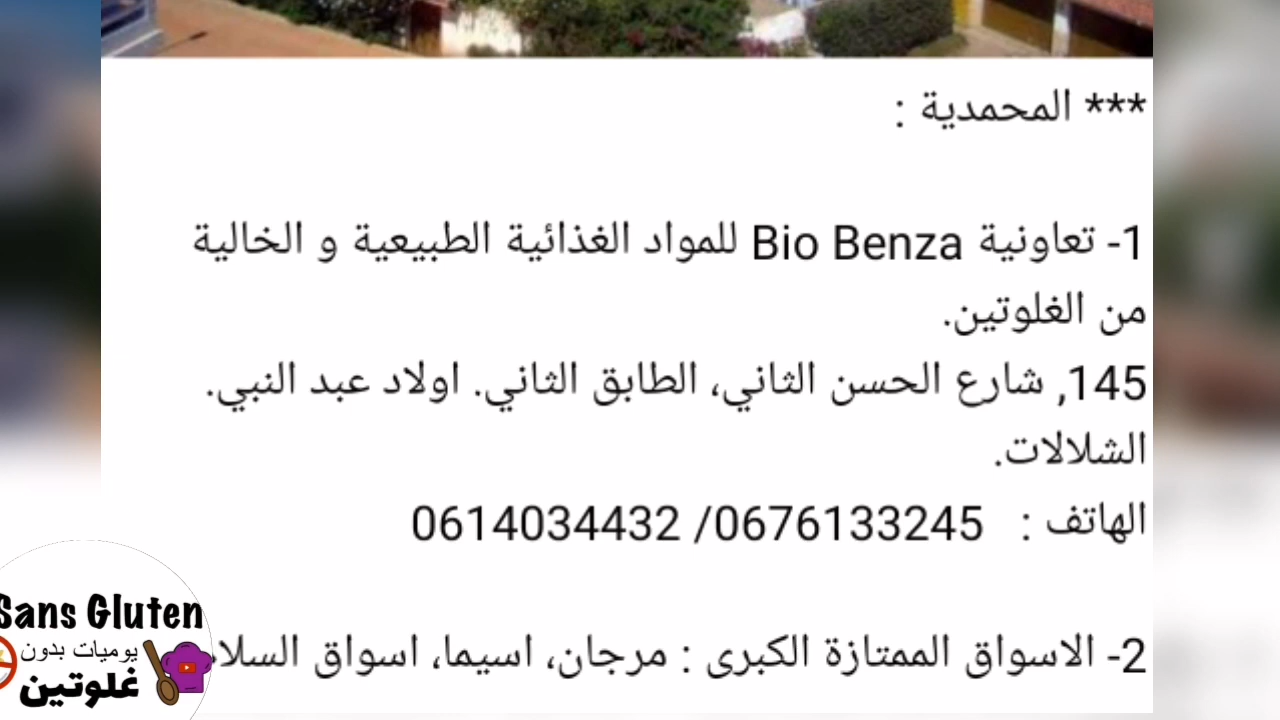 *** المحمدية :
1- تعاونية Bio Benza للمواد الغذائية الطبيعية و الخالية
من الغلوتين.
145, شارع الحسن الثاني، الطابق الثاني. اولاد عبد النبي.
الشلالات.
الهاتف : 0676133245/ 0614034432
2- الاسواق الممتازة الكبرى : مرجان، اسيما، اسواق
Sans Gluten
يوميات بدون
غلوتين